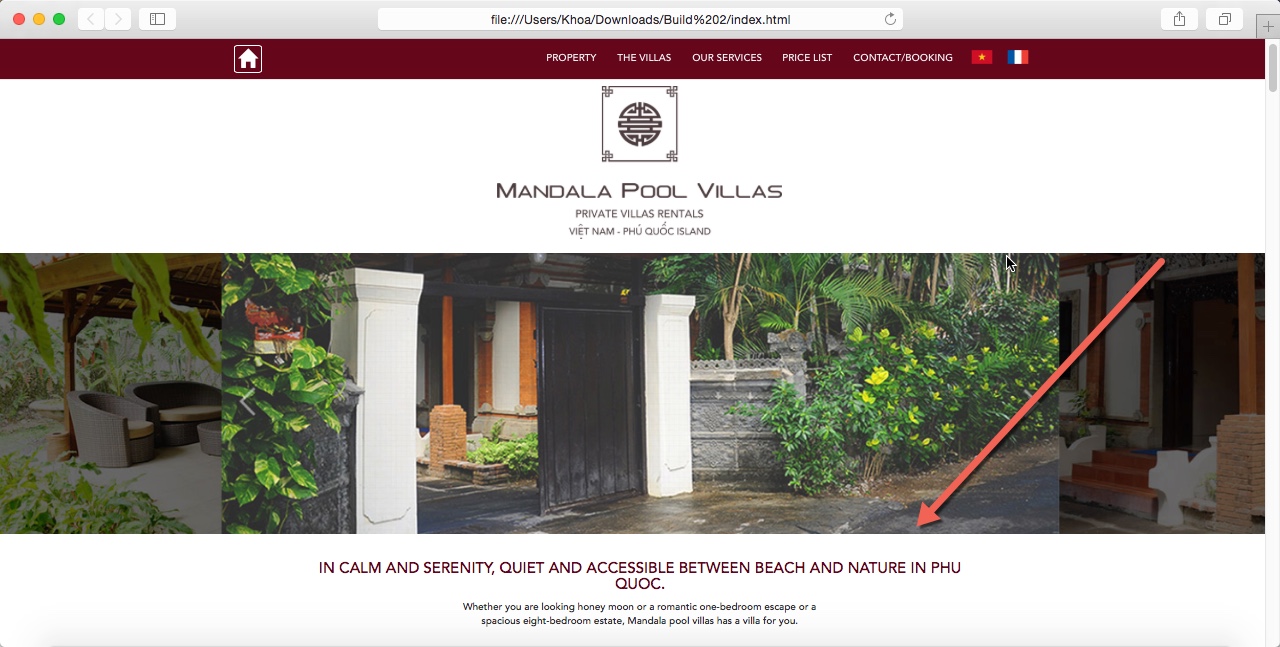 file:///Users/Khoa/Downloads/Build%202/index.html
PROPERTY THE VILLAS OUR SERVICES PRICE LIST CONTACT/BOOKING
MANDALA POOL VILLAS
PRIVATE VILLAS RENTALS
VIỆT NAM - PHÚ QUỐC ISLAND
IN CALM AND SERENITY, QUIET AND ACCESSIBLE BETWEEN BEACH AND NATURE IN PHU
QUOC.
Whether you are looking honey moon or a romantic one-bedroom escape or a
spacious eight-bedroom estate, Mandala pool villas has a villa for you.